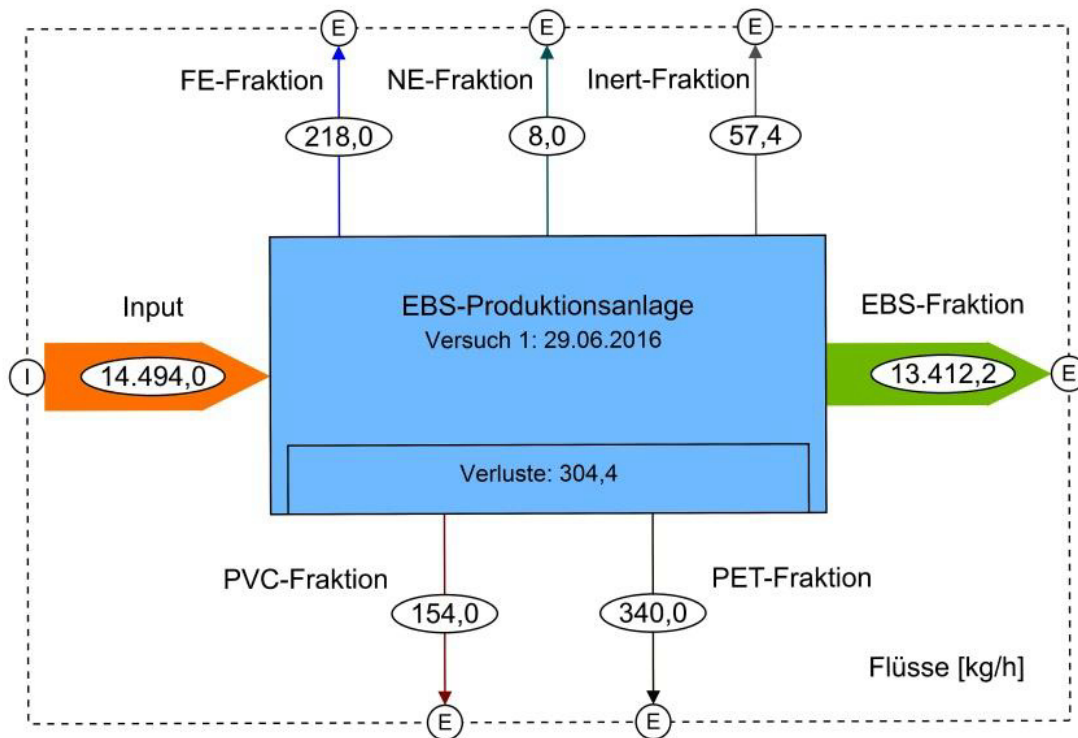 E
E
E
FE-Fraktion
NE-Fraktion
Inert-Fraktion
218,0
8,0
57,4
Input
EBS-Produktionsanlage
Versuch 1: 29.06.2016
EBS-Fraktion
I
14.494,0
13.412,2
E
Verluste: 304,4
PVC-Fraktion
PET-Fraktion
154,0
340,0
Flüsse [kg/h]
E
E